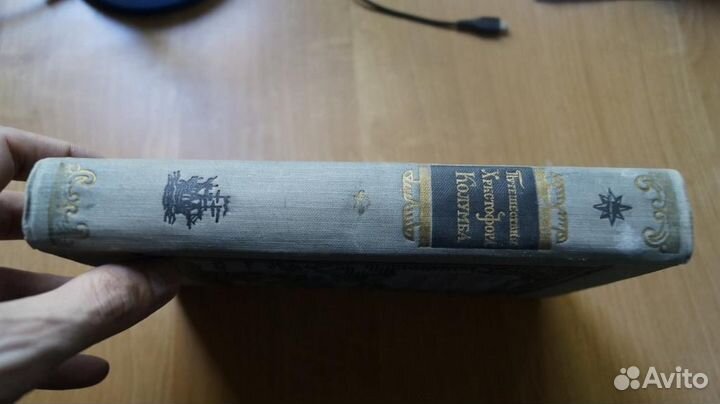 Путешествия
Христофора
Колумба
Avito